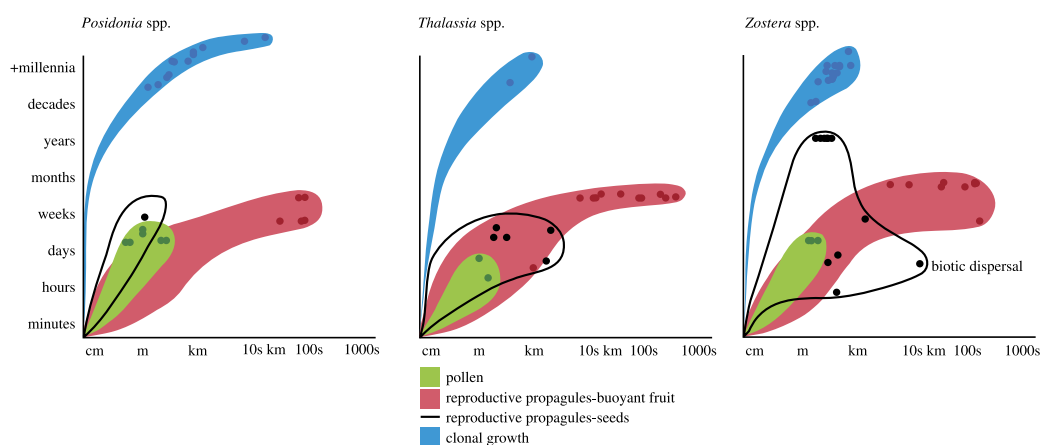 Posidonia spp.
Thalassia spp.
Zostera spp.
+millennia
decades
years
months
weeks
days
hours
minutes
biotic dispersal
cm m km 10s km 100s 1000s
cm m km 10s km 100s 1000s
cm m km 10s km 100s 1000s
pollen
reproductive propagules-buoyant fruit
reproductive propagules-seeds
clonal growth